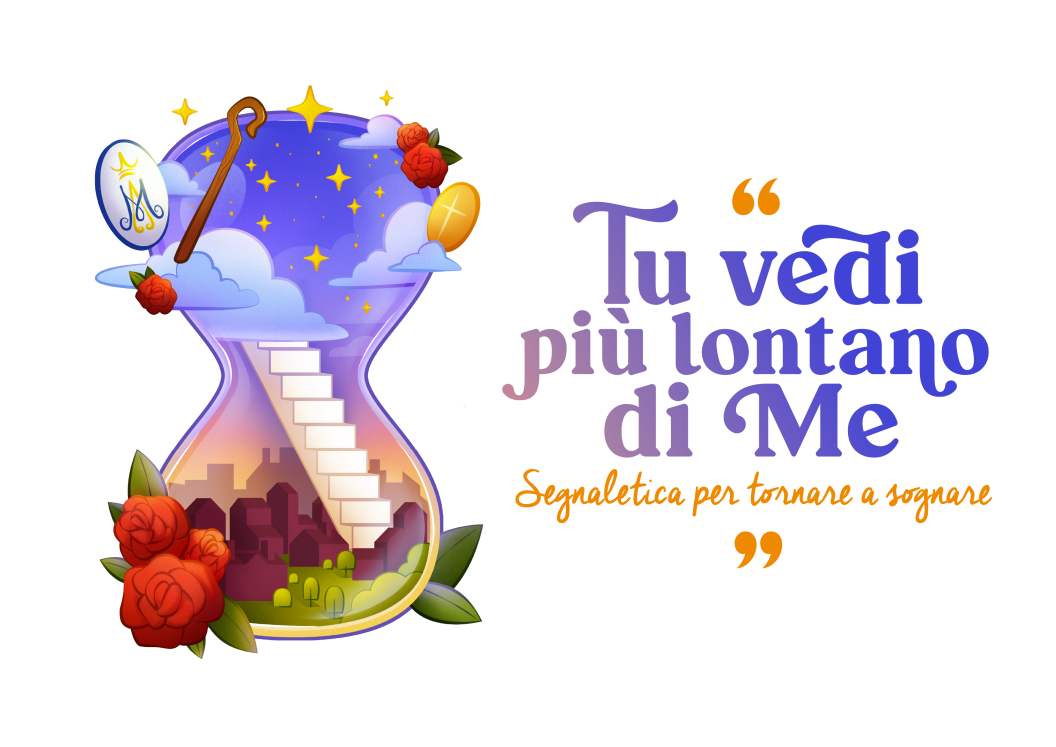 “
Tu vedi
più lontano
di Me
Segnaletica per tornare a sognare
”